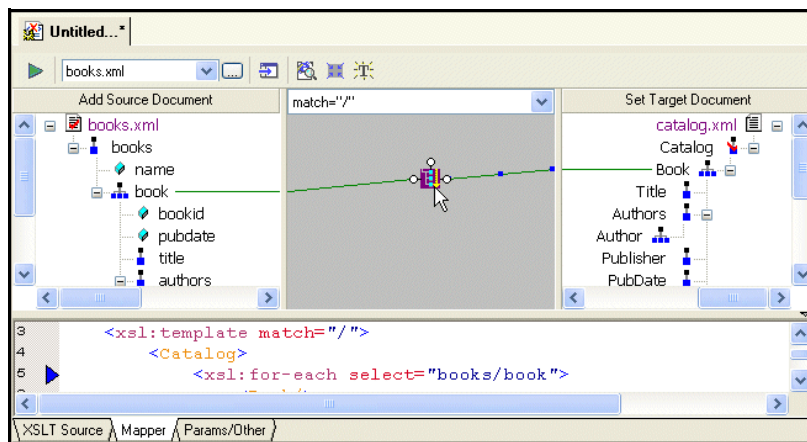 Untitled...*
books.xml
Add Source Document
match="/"
Set Target Document
books.xml
books
name
book
bookid
pubdate
title
authors
catalog.xml
Catalog
Book
Title
Authors
Author
Publisher
PubDate
3 <xsl:template match="/">
4 <Catalog>
5 <xsl:for-each select="books/book">
XSLT Source Mapper Params/Other